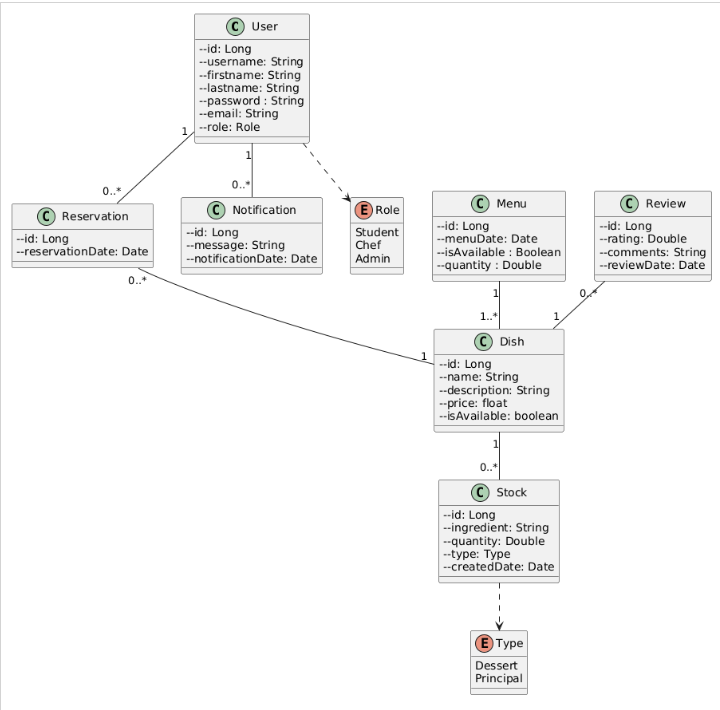 C User
--id: Long
--username: String
--firstname: String
--lastname: String
--password : String
--email: String
--role: Role
1
1
0..*
0..*
C Reservation
--id: Long
--reservationDate: Date
C Notification
--id: Long
--message: String
--notificationDate: Date
E Role
Student
Chef
Admin
C Menu
--id: Long
--menuDate: Date
--isAvailable : Boolean
--quantity : Double
C Review
--id: Long
--rating: Double
--comments: String
--reviewDate: Date
0..*
1
1
0..*
1..*
1
C Dish
--id: Long
--name: String
--description: String
--price: float
--isAvailable: boolean
1
0..*
C Stock
--id: Long
--ingredient: String
--quantity: Double
--type: Type
--createdDate: Date
E Type
Dessert
Principal